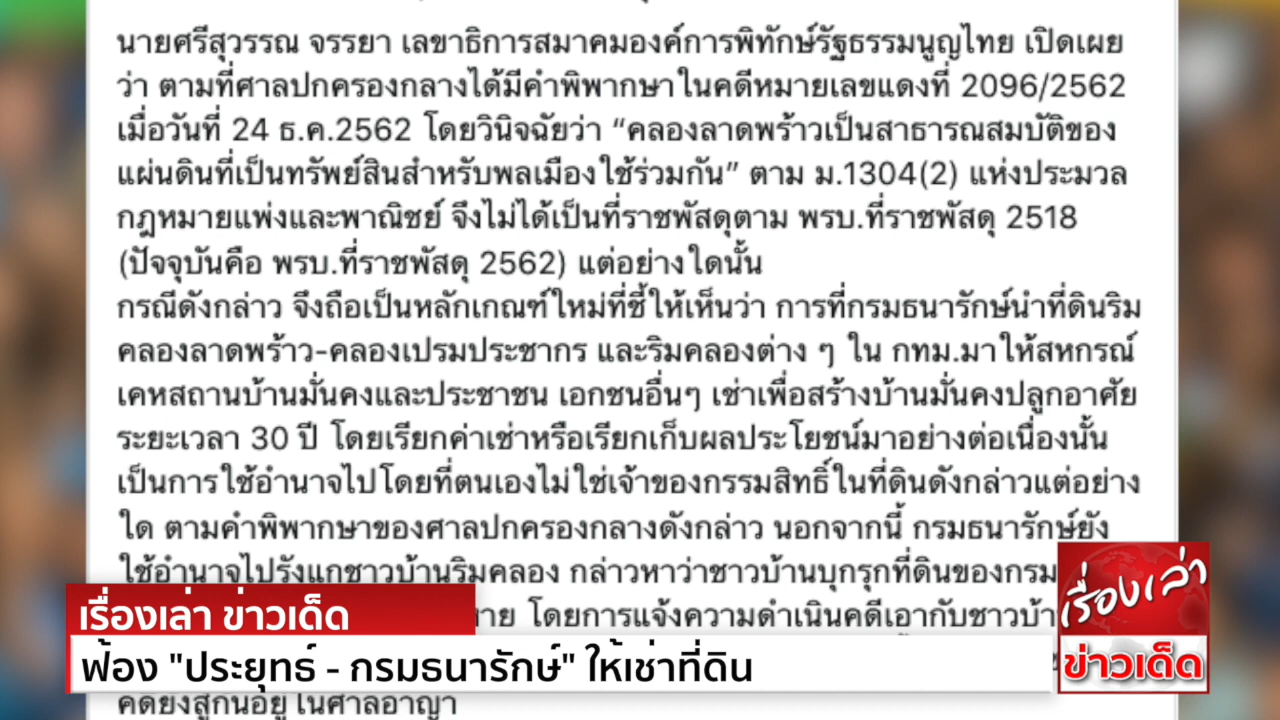 นายศรีสุวรรณ จรรยา เลขาธิการสมาคมองค์การพิทักษ์รัฐธรรมนูญไทย เปิดเผย
ว่า ตามที่ศาลปกครองกลางได้มีคำพิพากษาในคดีหมายเลขแดงที่ 2096/2562
เมื่อวันที่ 24 ธ.ค.2562 โดยวินิจฉัยว่า “คลองลาดพร้าวเป็นสาธารณสมบัติของ
แผ่นดินที่เป็นทรัพย์สินสำหรับพลเมืองใช้ร่วมกัน” ตาม ม.1304(2) แห่งประมวล
กฎหมายแพ่งและพาณิชย์ จึงไม่ได้เป็นที่ราชพัสดุตาม พรบ.ที่ราชพัสดุ 2518
(ปัจจุบันคือ พรบ.ที่ราชพัสดุ 2562) แต่อย่างใดนั้น
กรณีดังกล่าว จึงถือเป็นหลักเกณฑ์ใหม่ที่ชี้ให้เห็นว่า การที่กรมธนารักษ์นำที่ดินริม
คลองลาดพร้าว-คลองเปรมประชากร และริมคลองต่าง ๆ ใน กทม.มาให้สหกรณ์
เคหสถานบ้านมั่นคงและประชาชน เอกชนอื่นๆ เช่าเพื่อสร้างบ้านมั่นคงปลูกอาศัย
ระยะเวลา 30 ปี โดยเรียกค่าเช่าหรือเรียกเก็บผลประโยชน์มาอย่างต่อเนื่องนั้น
เป็นการใช้อำนาจไปโดยที่ตนเองไม่ใช่เจ้าของกรรมสิทธิ์ในที่ดินดังกล่าวแต่อย่าง
ใด ตามคำพิพากษาของศาลปกครองกลางดังกล่าว นอกจากนี้ กรมธนารักษ์ยัง
ใช้อำนาจไปรังแกชาวบ้านริมคลอง กล่าวหาว่าชาวบ้านบุกรุกที่ดินของกรม
โดยการแจ้งความดำเนินคดีเอากับชาวบ้า
คดียังสู้กันอยู่ในศาลอาญา
เรื่องเล่า ข่าวเด็ด
ฟ้อง "ประยุทธ์ - กรมธนารักษ์" ให้เช่าที่ดิน
เรื่องเล่า
ข่าวเด็ด